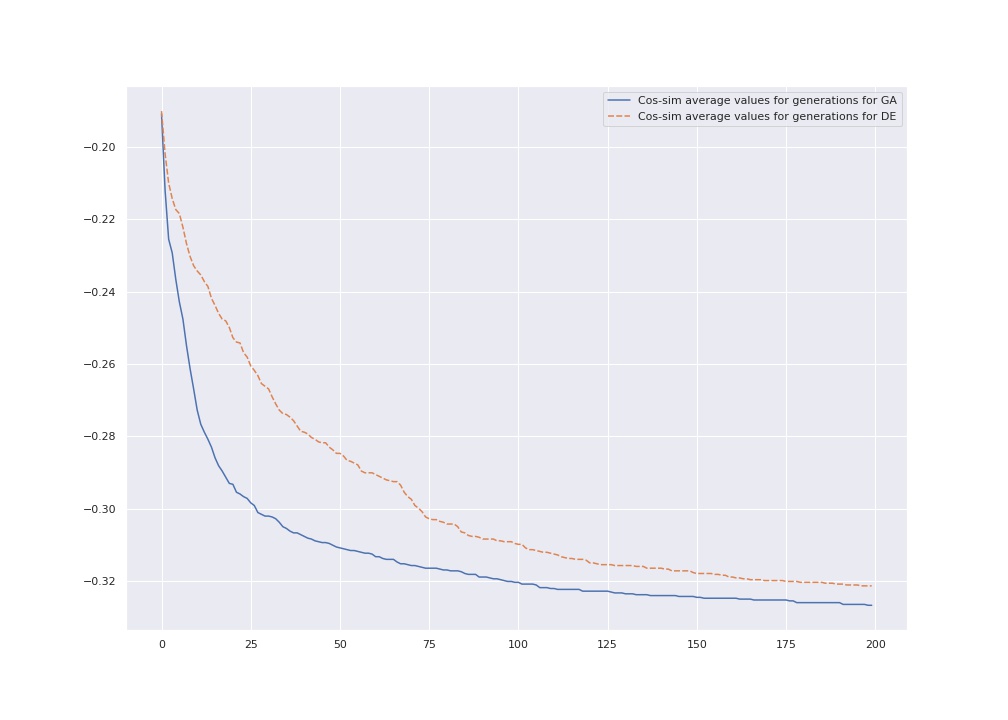 Cos-sim average values for generations for GA
Cos-sim average values for generations for DE
−0.20
−0.22
−0.24
−0.26
−0.28
−0.30
−0.32
0 25 50 75 100 125 150 175 200